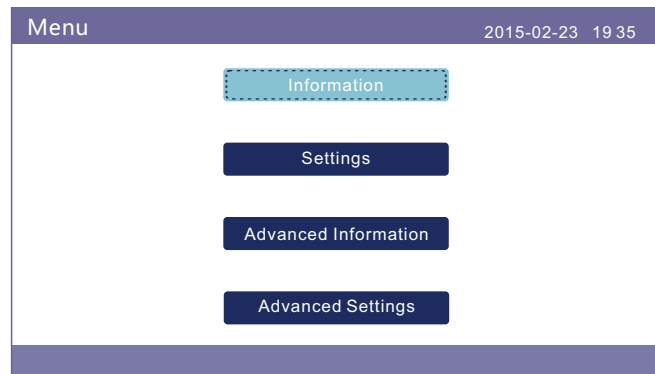 Menu
2015-02-23 19 35
Information
Settings
Advanced Information
Advanced Settings